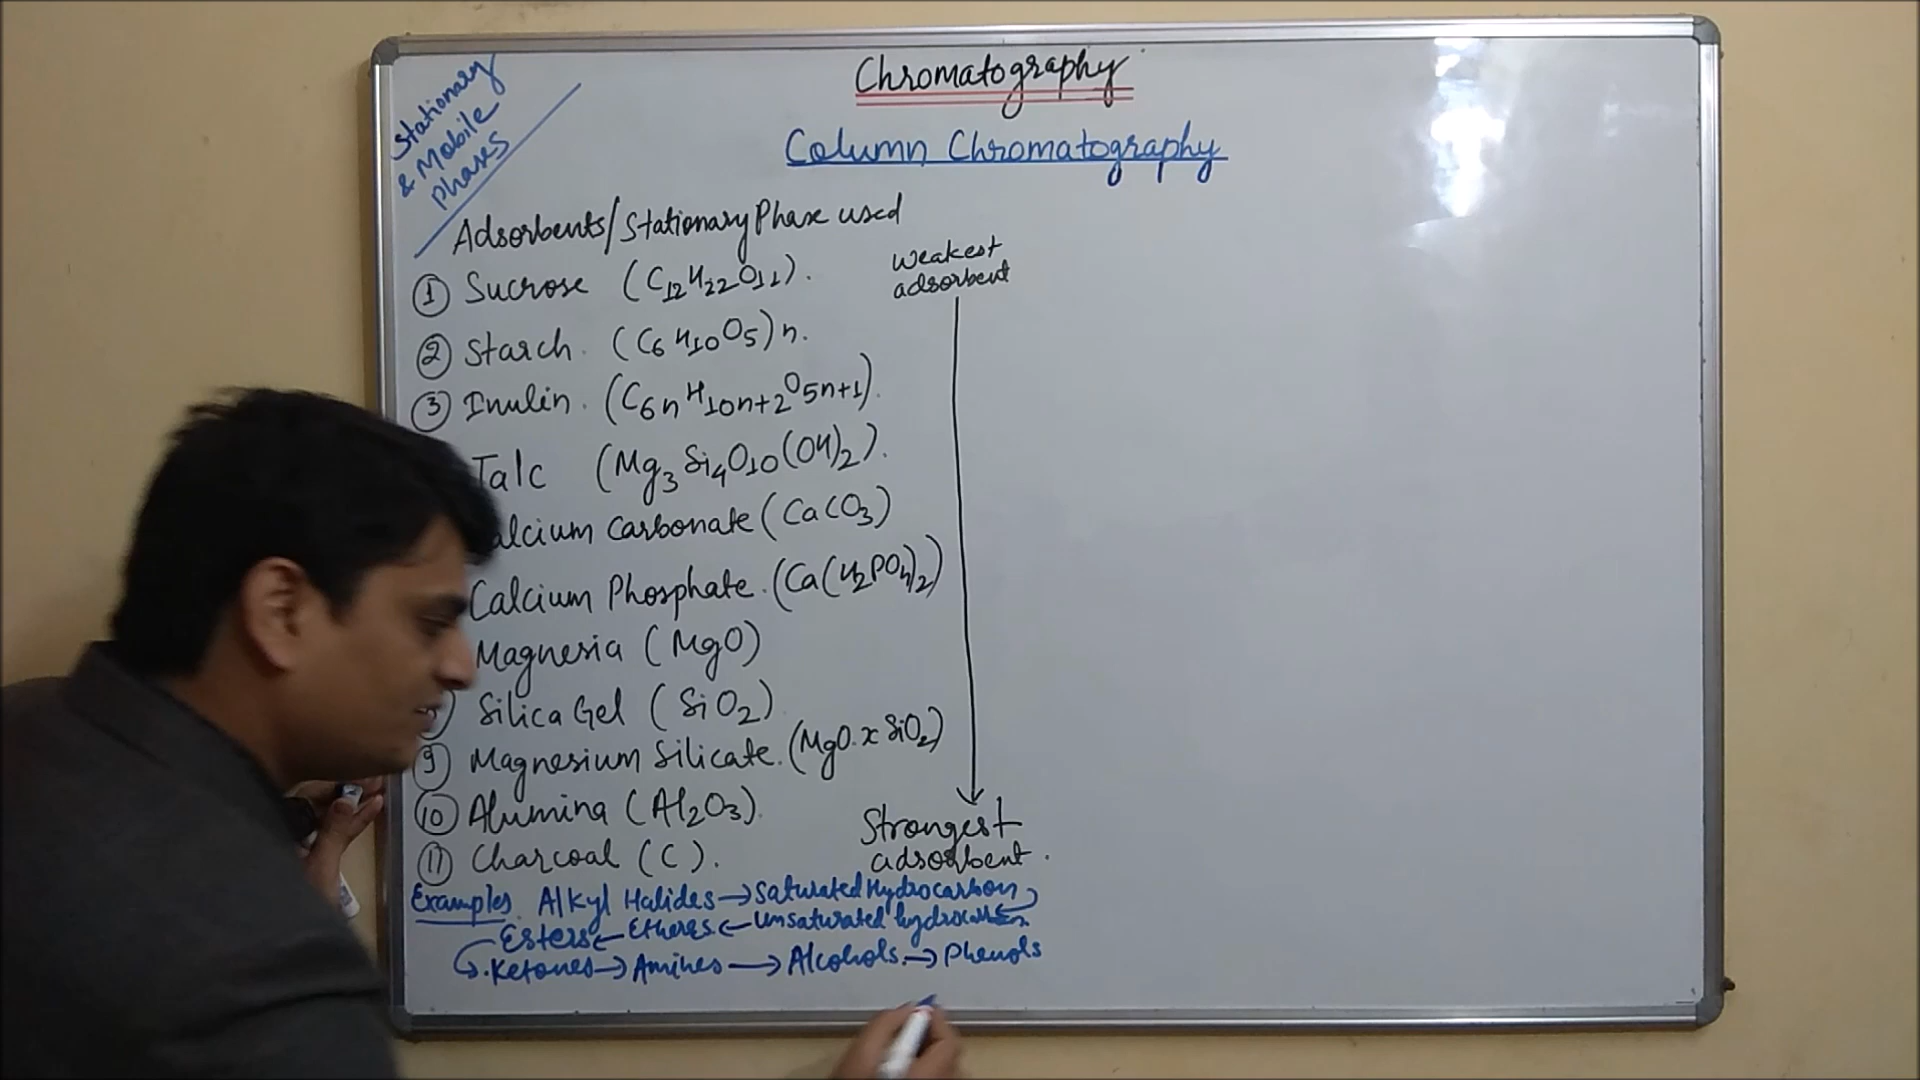 Stationary
& Mobile
Phases
Chromatography
Column Chromatography
Adsorbents/Stationary Phase used
① Sucrose (C12H22O11).
② Starch. (C6H10O5)n.
③ Inulin. (C6nH10n+2O5n+1).
Talc (Mg3Si4O10(OH)2).
alcium Carbonate (CaCO3)
Calcium Phosphate. (Ca(H2PO4)2)
Magnesia (MgO)
Silica Gel (SiO2)
⑨ Magnesium Silicate. (MgO.xSiO2)
⑩ Alumina (Al2O3).
⑪ Charcoal (C).
weakest
adsorbent
Strongest
adsorbent.
Examples. Alkyl Halides → Saturated Hydrocarbon
Esters ← Etheres ← Unsaturated
Ketones → Amines → Alcohols. → Phenols